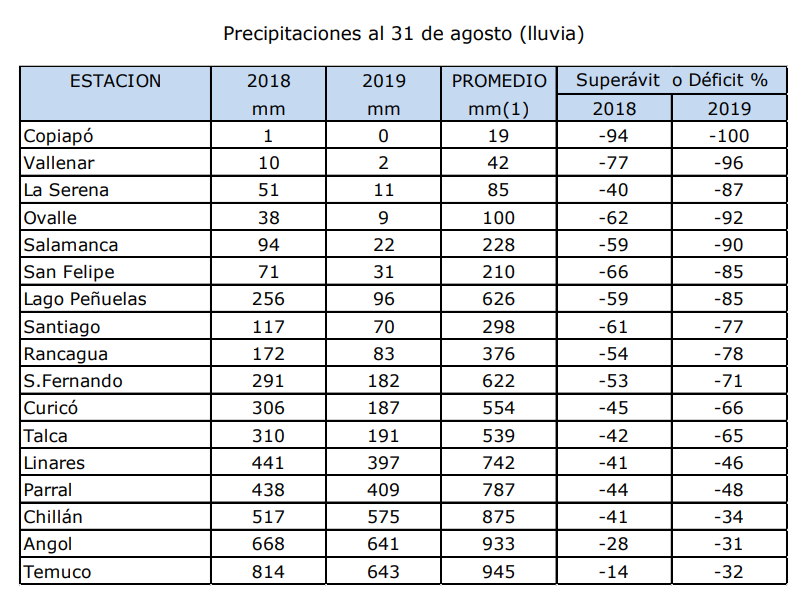 Precipitaciones al 31 de agosto (lluvia)
ESTACION 2018 2019 PROMEDIO Superávit o Déficit %
mm mm mm(1) 2018 2019
Copiapó 1 0 19 -94 -100
Vallenar 10 2 42 -77 -96
La Serena 51 11 85 -40 -87
Ovalle 38 9 100 -62 -92
Salamanca 94 22 228 -59 -90
San Felipe 71 31 210 -66 -85
Lago Peñuelas 256 96 626 -59 -85
Santiago 117 70 298 -61 -77
Rancagua 172 83 376 -54 -78
S.Fernando 291 182 622 -53 -71
Curicó 306 187 554 -45 -66
Talca 310 191 539 -42 -65
Linares 441 397 742 -41 -46
Parral 438 409 787 -44 -48
Chillán 517 575 875 -41 -34
Angol 668 641 933 -28 -31
Temuco 814 643 945 -14 -32